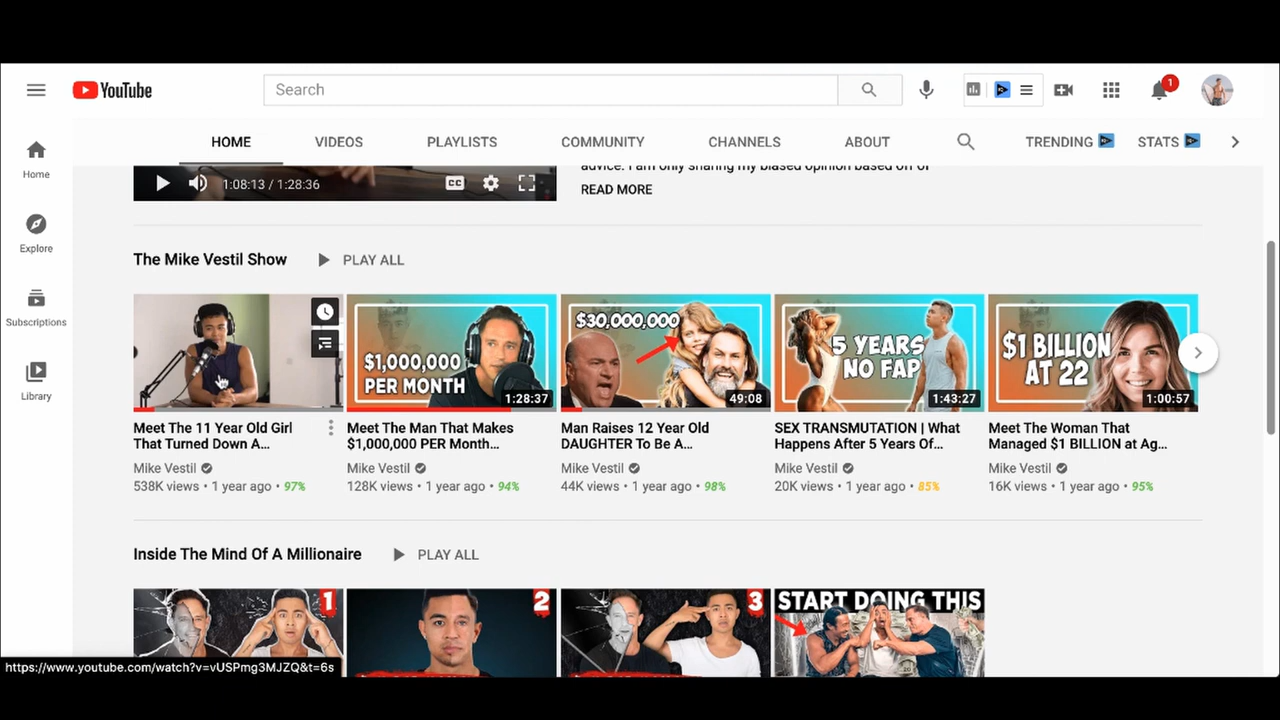 YouTube
Search
1
HOME
VIDEOS
PLAYLISTS
COMMUNITY
CHANNELS
ABOUT
TRENDING
STATS
Home
Explore
Subscriptions
Library
1:08:13 / 1:28:36
CC
advice. I am only sharing my biased opinion based off of
READ MORE
The Mike Vestil Show
PLAY ALL
$1,000,000
PER MONTH
1:28:37
$30,000,000
49:08
5 YEARS
NO FAP
1:43:27
$1 BILLION
AT 22
1:00:57
Meet The 11 Year Old Girl
That Turned Down A...
Mike Vestil
538K views • 1 year ago • 97%
Meet The Man That Makes
$1,000,000 PER Month...
Mike Vestil
128K views • 1 year ago • 94%
Man Raises 12 Year Old
DAUGHTER To Be A...
Mike Vestil
44K views • 1 year ago • 98%
SEX TRANSMUTATION | What
Happens After 5 Years Of...
Mike Vestil
20K views • 1 year ago • 85%
Meet The Woman That
Managed $1 BILLION at Ag...
Mike Vestil
16K views • 1 year ago • 95%
Inside The Mind Of A Millionaire
PLAY ALL
1
2
3
START DOING THIS
https://www.youtube.com/watch?v=vUSPmg3MJZQ&t=6s